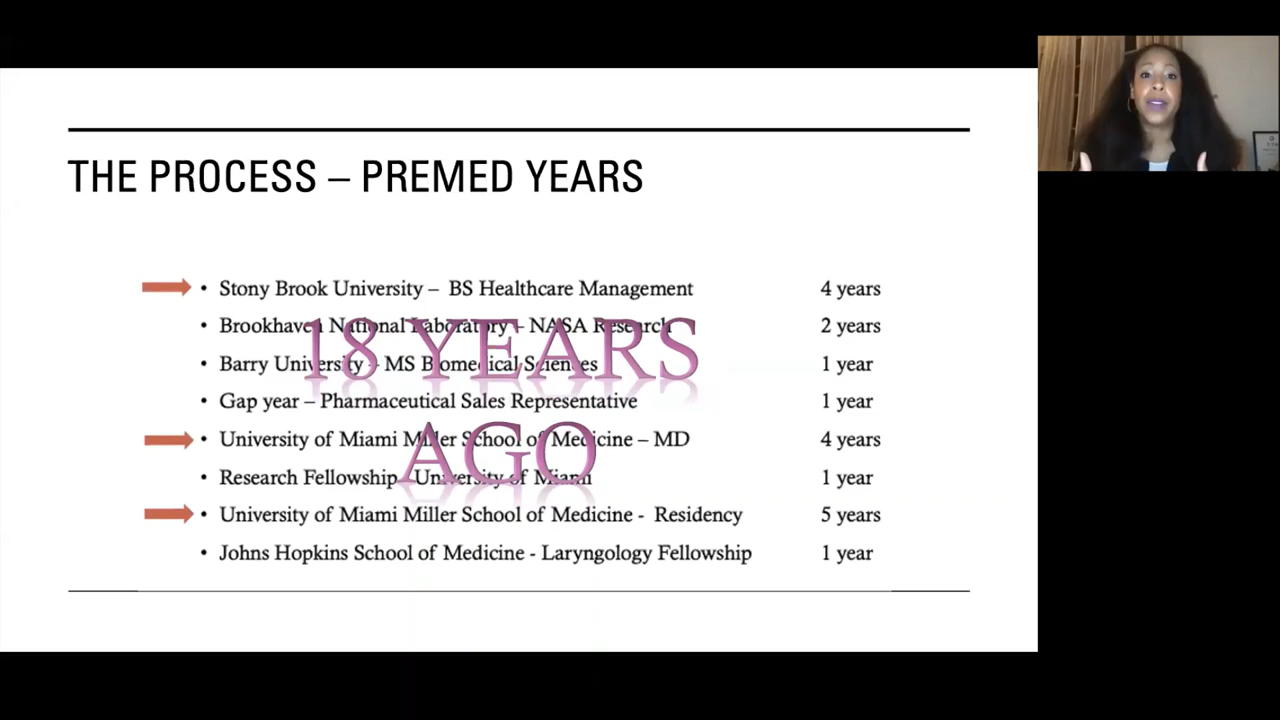 THE PROCESS – PREMED YEARS
• Stony Brook University – BS Healthcare Management 4 years
• Brookhaven National Laboratory – NASA Research 2 years
18 YEARS
• Barry University – MS Biomedical Sciences 1 year
• Gap year – Pharmaceutical Sales Representative 1 year
• University of Miami Miller School of Medicine – MD 4 years
AGO
• Research Fellowship - University of Miami 1 year
• University of Miami Miller School of Medicine - Residency 5 years
• Johns Hopkins School of Medicine - Laryngology Fellowship 1 year